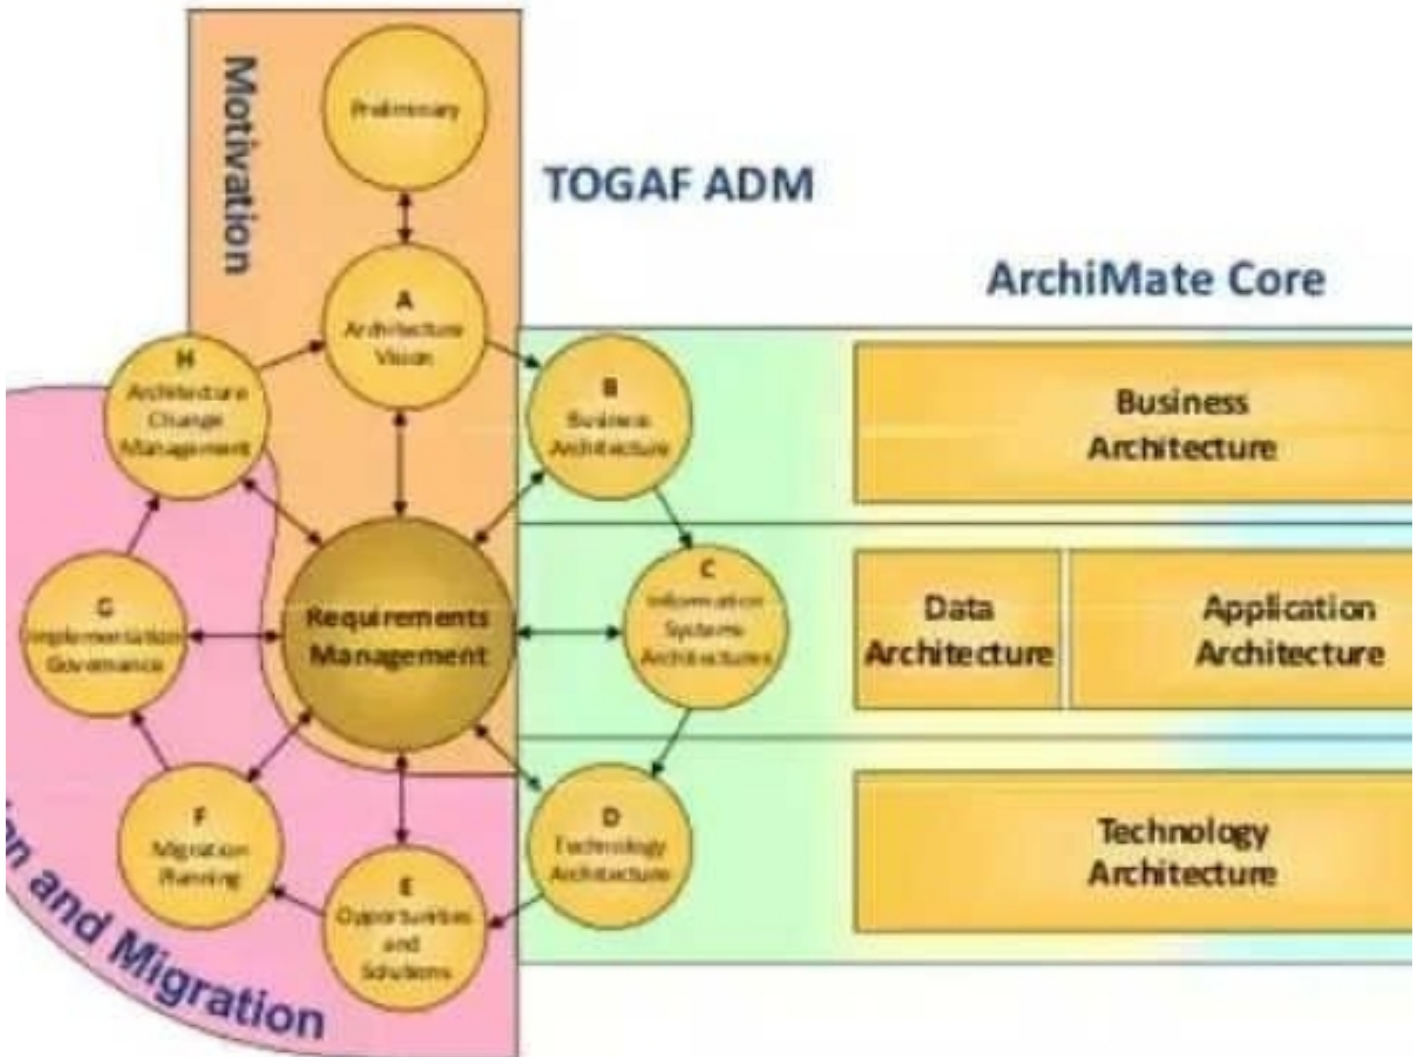 Motivation
Preliminary
TOGAF ADM
ArchiMate Core
A
Architecture
Vision
H
Architecture
Change
Management
B
Business
Architecture
Business
Architecture
C
Information
Systems
Architectures
G
Implementation
Governance
Requirements
Management
Data
Architecture
Application
Architecture
F
Migration
Planning
D
Technology
Architecture
Technology
Architecture
E
Opportunities
and
Solutions
and Migration